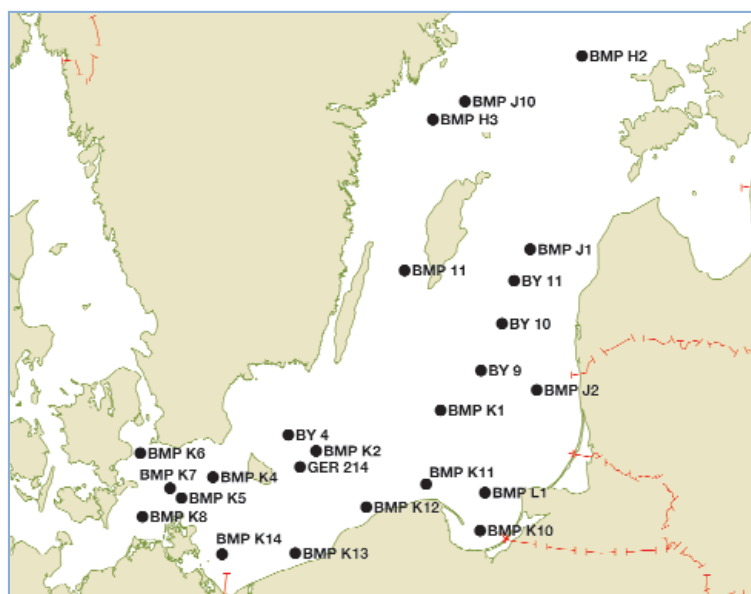 BMP H2
BMP J10
BMP H3
BMP J1
BMP 11
BY 11
BY 10
BY 9
BMP J2
BMP K1
BY 4
BMP K2
BMP K6
GER 214
BMP K7
BMP K4
BMP K11
BMP L1
BMP K5
BMP K12
BMP K8
BMP K10
BMP K14
BMP K13